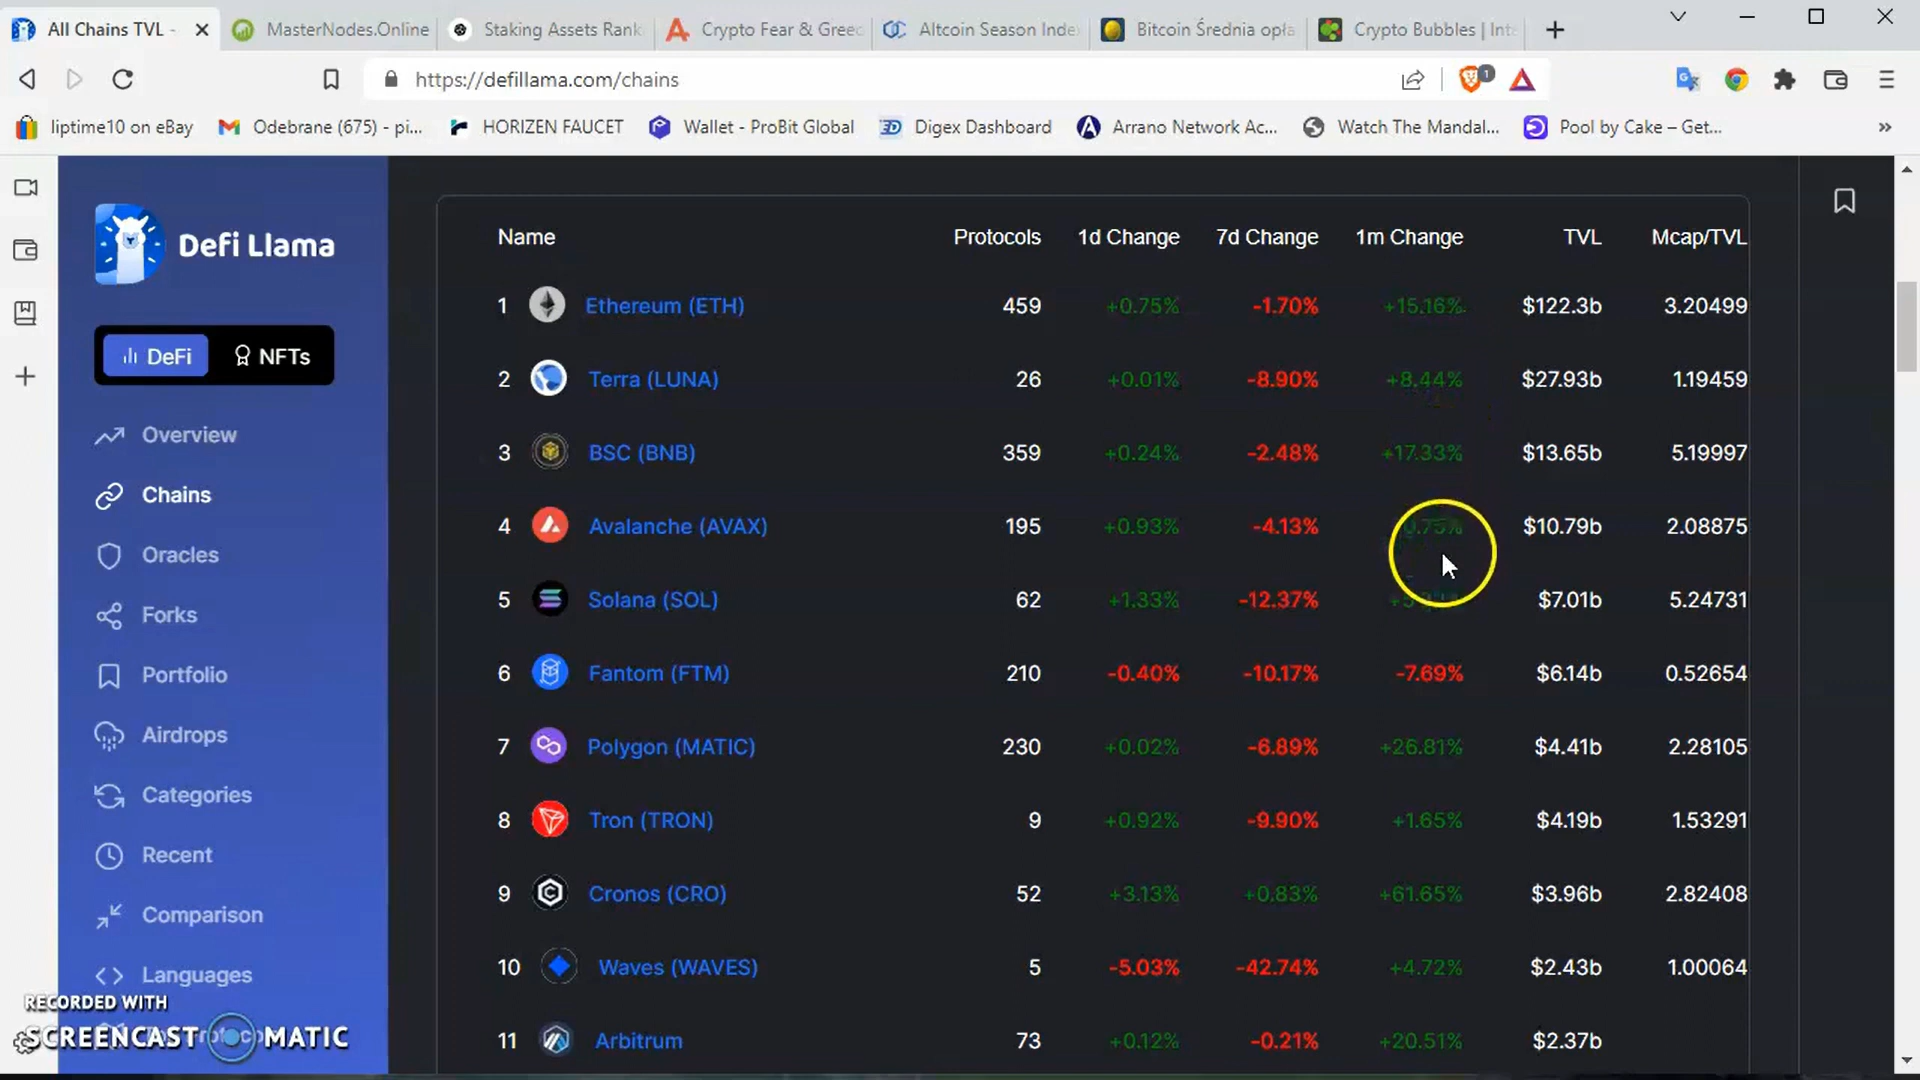 All Chains TVL -
MasterNodes.Online
Staking Assets Rank
Crypto Fear & Greed
Altcoin Season Inde
Bitcoin Średnia opła
Crypto Bubbles | Int
https://defillama.com/chains
1
liptime10 on eBay
Odebrane (675) - pi...
HORIZEN FAUCET
Wallet - ProBit Global
Digex Dashboard
Arrano Network Ac...
Watch The Mandal...
Pool by Cake – Get...
Defi Llama
DeFi NFTs
Overview
Chains
Oracles
Forks
Portfolio
Airdrops
Categories
Recent
Comparison
Languages
RECORDED WITH
SCREENCAST MATIC
Name Protocols 1d Change 7d Change 1m Change TVL Mcap/TVL
1 Ethereum (ETH) 459 +0.75% -1.70% +15.16% $122.3b 3.20499
2 Terra (LUNA) 26 +0.01% -8.90% +8.44% $27.93b 1.19459
3 BSC (BNB) 359 +0.24% -2.48% +17.33% $13.65b 5.19997
4 Avalanche (AVAX) 195 +0.93% -4.13% $10.79b 2.08875
5 Solana (SOL) 62 +1.33% -12.37% $7.01b 5.24731
6 Fantom (FTM) 210 -0.40% -10.17% -7.69% $6.14b 0.52654
7 Polygon (MATIC) 230 +0.02% -6.89% +26.81% $4.41b 2.28105
8 Tron (TRON) 9 +0.92% -9.90% +1.65% $4.19b 1.53291
9 Cronos (CRO) 52 +3.13% +0.83% +61.65% $3.96b 2.82408
10 Waves (WAVES) 5 -5.03% -42.74% +4.72% $2.43b 1.00064
11 Arbitrum 73 +0.12% -0.21% +20.51% $2.37b